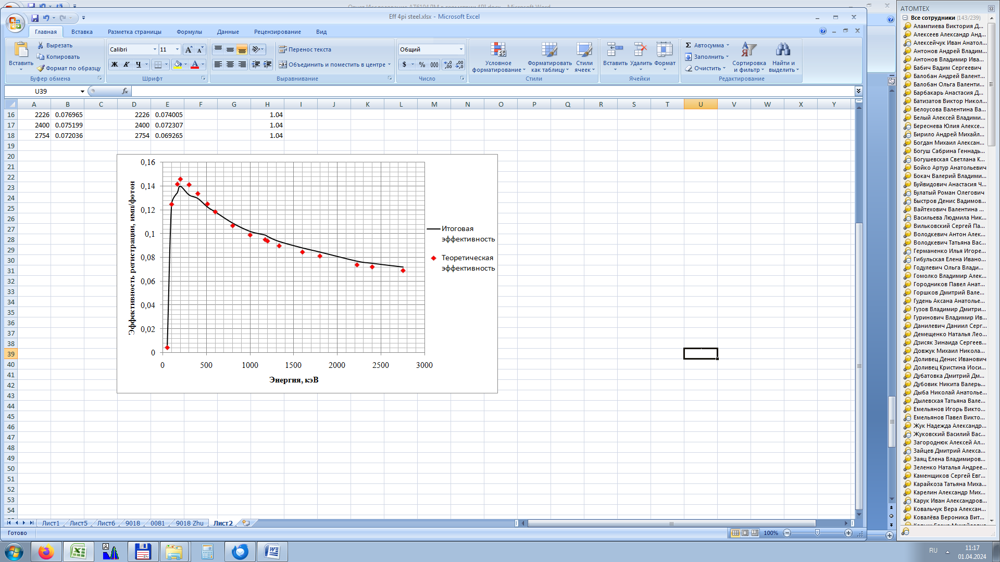 Отчет Исследование АТ6104ДМ в геометрии 4PI.docx - Microsoft Word
Eff 4pi steel.xlsx - Microsoft Excel
Главная Вставка Разметка страницы Формулы Данные Рецензирование Вид
Вставить Вырезать Копировать Формат по образцу
Calibri 11
Ж К Ч
Перенос текста
Объединить и поместить в центре
Общий
$ % 000
Условное форматирование Форматировать как таблицу Стили ячеек
Вставить Удалить Формат
Σ Автосумма Заполнить Очистить
Сортировка и фильтр Найти и выделить
Буфер обмена Шрифт Выравнивание Число Стили Ячейки Редактирование
U39 fx
A B C D E F G H I J K L M N O P Q R S T U V W X Y
16 2226 0.076965 2226 0.074005 1.04
17 2400 0.075199 2400 0.072307 1.04
18 2754 0.072036 2754 0.069265 1.04
19
20
21
22
23
24
25
26
27
28
29
30
31
32
33
34
35
36
37
38
39
40
41
42
43
44
45
46
47
48
49
50
51
52
53
54
Эффективность регистрации, имп/фотон
0,16
0,14
0,12
0,1
0,08
0,06
0,04
0,02
0
0 500 1000 1500 2000 2500 3000
Энергия, кэВ
Итоговая
эффективность
Теоретическая
эффективность
Лист1 Лист5 Лист6 9018 0081 9018 Zhu Лист2
Готово 100%
ATOMTEX
Все сотрудники (143/239)
Алампиева Виктория Д...
Алексеев Александр Анд...
Алексейчук Иван Анатол...
Антонов Андрей Владим...
Антонов Владимир Ива...
Бабич Вадим Сергеевич
Балобан Андрей Валент...
Балобан Ольга Валенти...
Барбакарь Анастасия Д...
Батизатов Виктор Никол...
Белоусова Валентина Ва...
Белый Алексей Владими...
Береснева Юлия Алексе...
Бирило Андрей Михайл...
Богдан Михаил Алексан...
Богуш Сабрина Геннадь...
Богушевская Светлана К...
Бойко Артур Анатольевич
Бокач Валерий Владими...
Буйвидович Анастасия Ч...
Булатый Роман Олегович
Быстров Денис Вадимов...
Вайтехович Валентина ...
Васильева Людмила Ник...
Вильковский Сергей Па...
Володкевич Антон Алек...
Володкевич Татьяна Вас...
Германенко Илья Игоре...
Гибульская Елена Ивано...
Годулевич Ольга Влади...
Гомолко Владимир Алек...
Городников Павел Анат...
Горшков Дмитрий Вале...
Гудень Аксана Анатолье...
Гузов Владимир Дмитри...
Гуринович Владимир Ив...
Данилевич Даниил Серг...
Демещенко Наталья Лео...
Дзисяк Зинаида Сергеев...
Довжук Михаил Никола...
Доливец Денис Иванович
Доливец Кристина Иоси...
Дубатовка Дмитрий Дм...
Дубовик Никита Валерь...
Дыба Николай Анатолье...
Дылевская Татьяна Вале...
Емельянов Игорь Викто...
Емельянов Павел Викто...
Жук Надежда Александр...
Жуковский Василий Вас...
Загороднюк Алексей Ал...
Зайцев Дмитрий Алекса...
Заяц Елена Владимиров...
Зеленко Наталья Андрее...
Каменщиков Сергей Евг...
Карайкоза Татьяна Миха...
Карелин Александр Мих...
Карук Иван Александров...
Ковальчук Вера Алексан...
Ковалёва Вероника Вит...
RU 11:17
01.04.2024